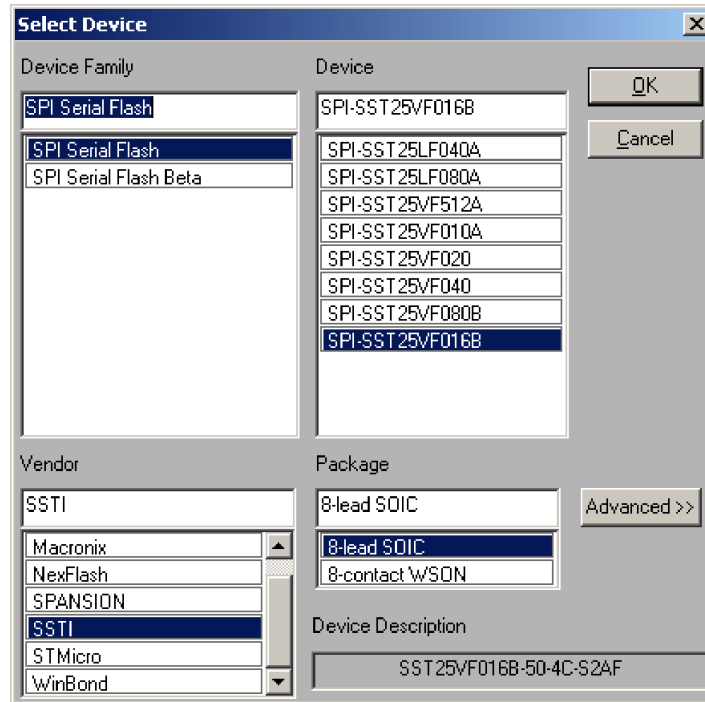 Select Device
Device Family
SPI Serial Flash
SPI Serial Flash
SPI Serial Flash Beta
Device
SPI-SST25VF016B
SPI-SST25LF040A
SPI-SST25LF080A
SPI-SST25VF512A
SPI-SST25VF010A
SPI-SST25VF020
SPI-SST25VF040
SPI-SST25VF080B
SPI-SST25VF016B
OK
Cancel
Vendor
SSTI
Macronix
NexFlash
SPANSION
SSTI
STMicro
WinBond
Package
8-lead SOIC
8-lead SOIC
8-contact WSON
Advanced >>
Device Description
SST25VF016B-50-4C-S2AF